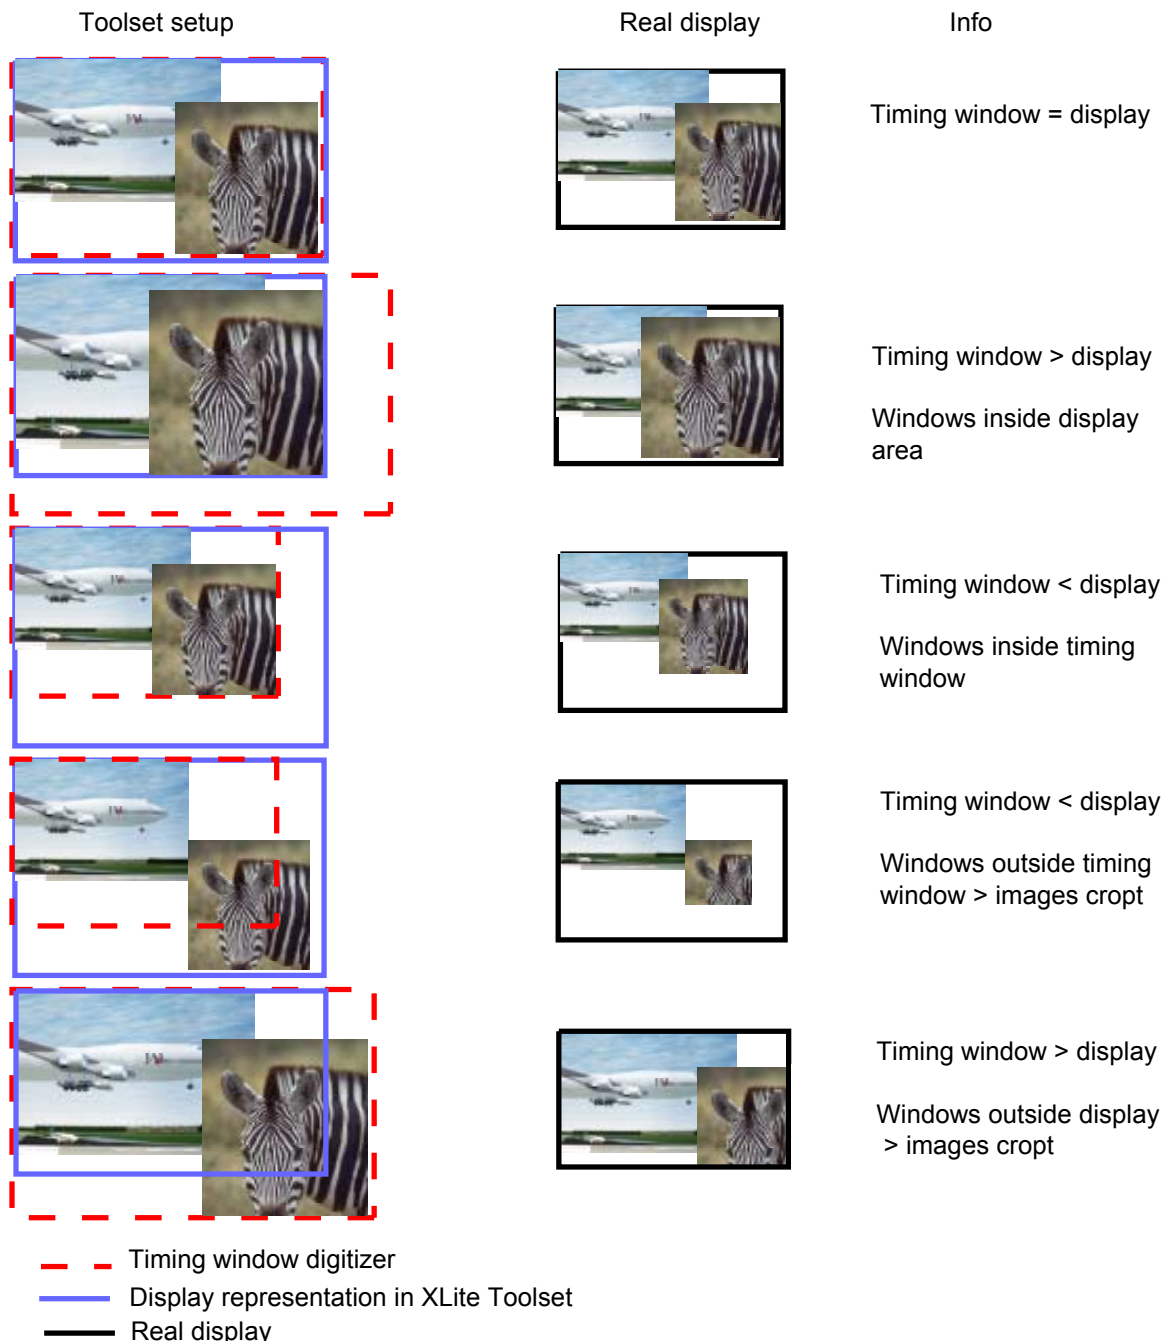 Toolset setup
Real display
Info
Timing window = display
Timing window > display
Windows inside display
area
Timing window < display
Windows inside timing
window
Timing window < display
Windows outside timing
window > images cropt
Timing window > display
Windows outside display
> images cropt
Timing window digitizer
Display representation in XLite Toolset
Real display